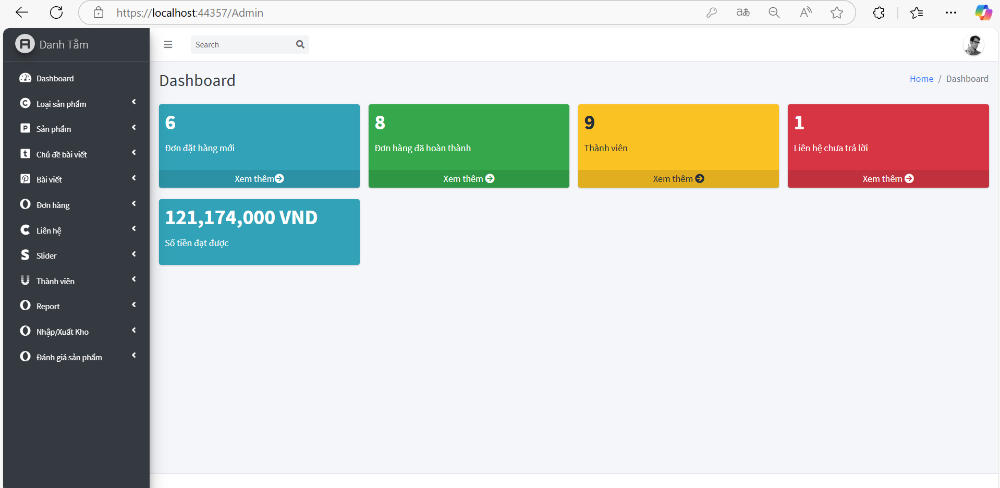 https://localhost:44357/Admin
Danh Tằm
Search
Dashboard
Loại sản phẩm
Sản phẩm
Chủ đề bài viết
Bài viết
Đơn hàng
Liên hệ
Slider
Thành viên
Report
Nhập/Xuất Kho
Đánh giá sản phẩm
Dashboard
Home / Dashboard
6
Đơn đặt hàng mới
Xem thêm
8
Đơn hàng đã hoàn thành
Xem thêm
9
Thành viên
Xem thêm
1
Liên hệ chưa trả lời
Xem thêm
121,174,000 VND
Số tiền đạt được